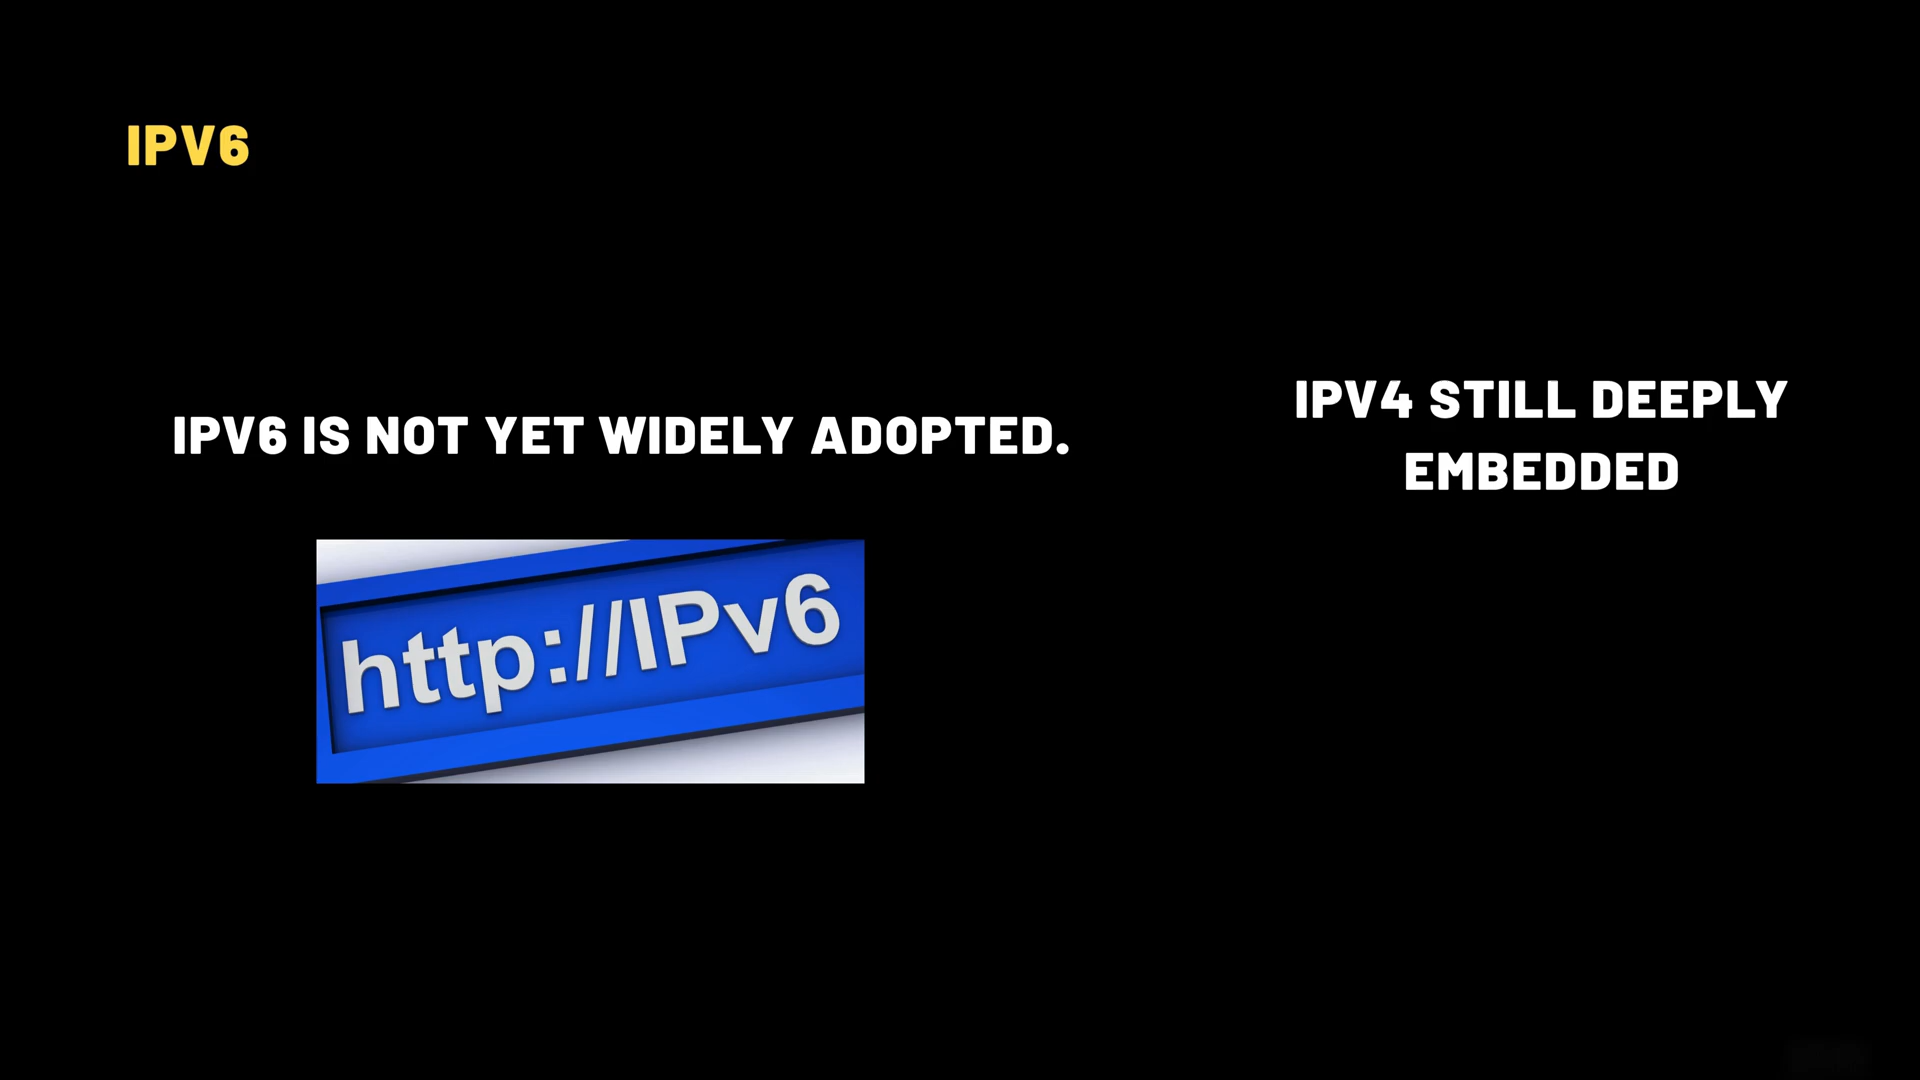 IPV6
IPV6 IS NOT YET WIDELY ADOPTED.
IPV4 STILL DEEPLY
EMBEDDED
http://IPv6